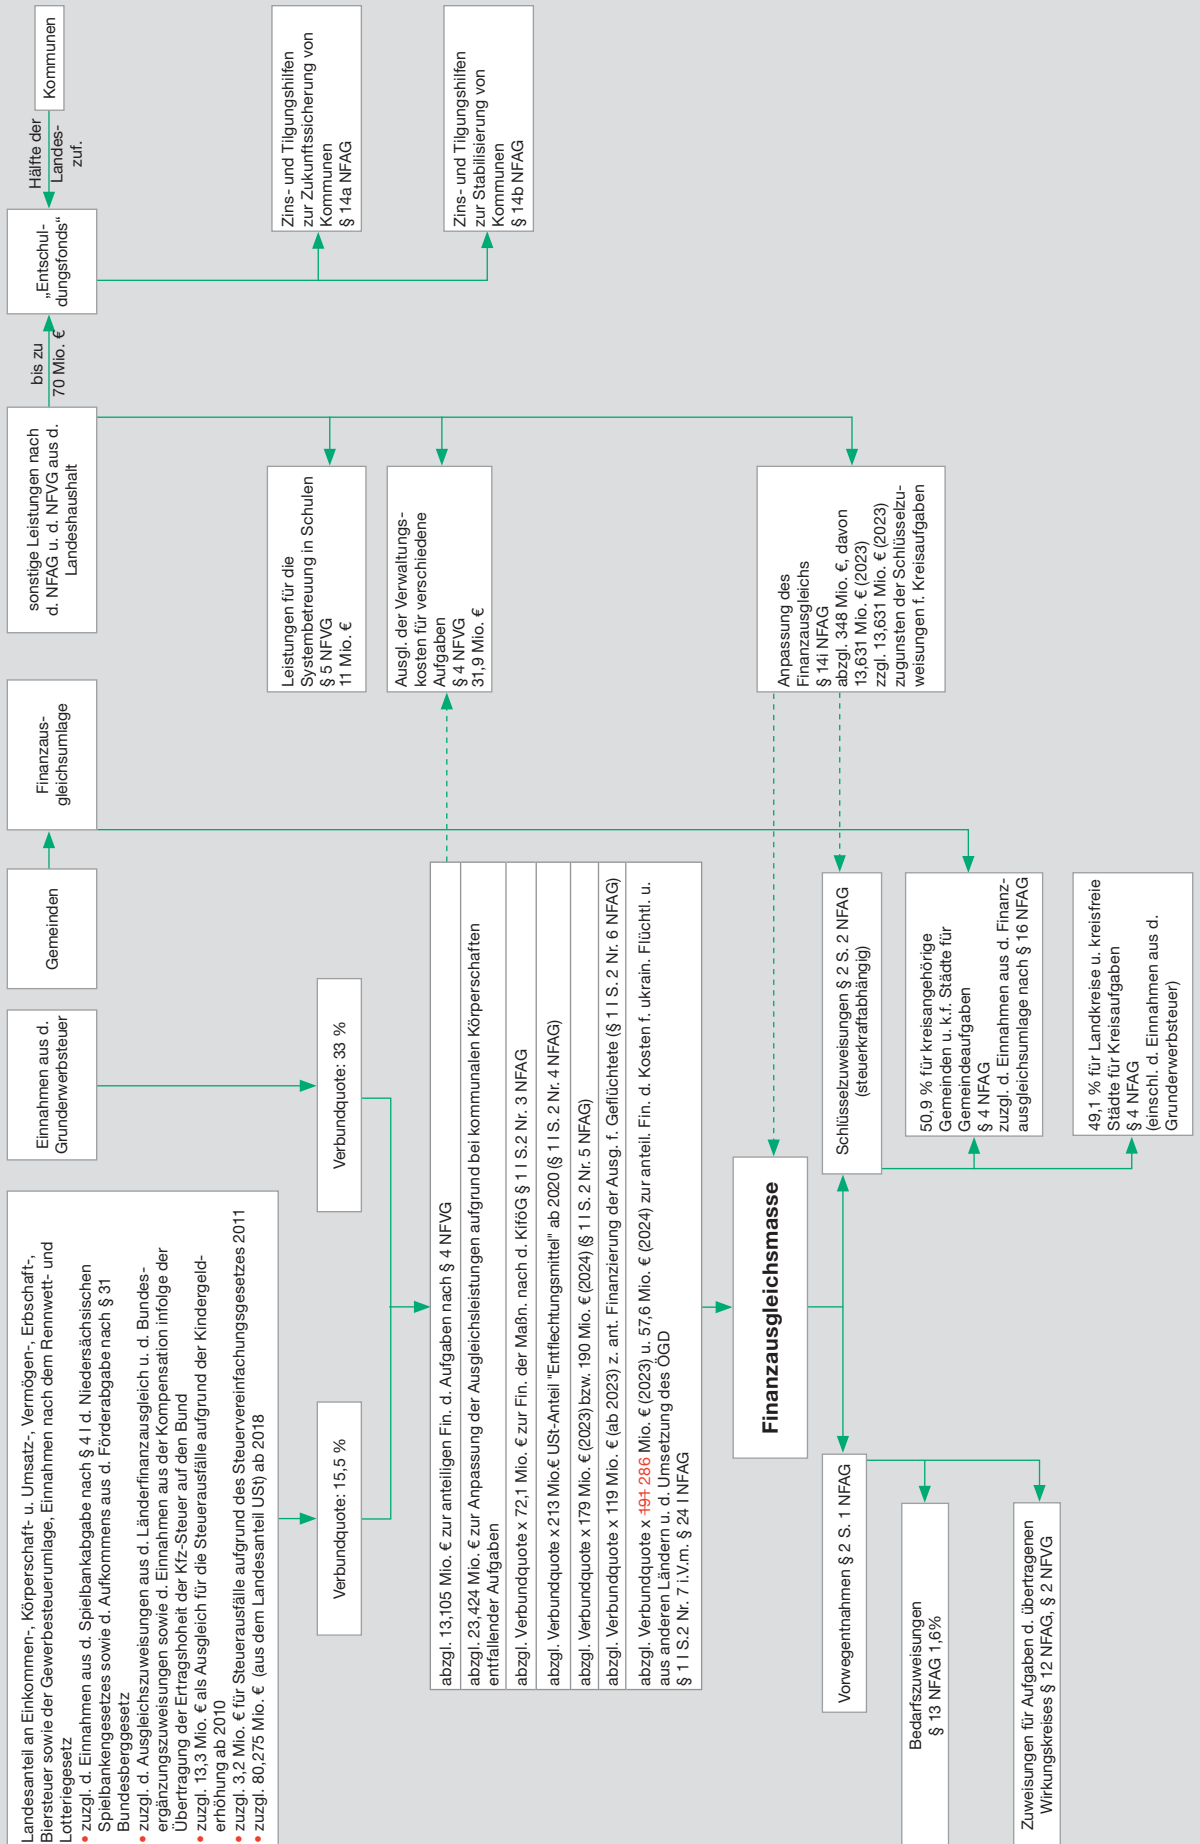 Landesanteil an Einkommen-, Körperschaft- u. Umsatz-, Vermögen-, Erbschaft-,
Biersteuer sowie der Gewerbesteuerumlage, Einnahmen nach dem Rennwett- und
Lotteriegesetz
• zuzgl. d. Einnahmen aus d. Spielbankabgabe nach § 4 I d. Niedersächsischen
Spielbankengesetzes sowie d. Aufkommens aus d. Förderabgabe nach § 31
Bundesberggesetz
• zuzgl. d. Ausgleichszuweisungen aus d. Länderfinanzausgleich u. d. Bundes-
ergänzungszuweisungen sowie d. Einnahmen aus der Kompensation infolge der
Übertragung der Ertragshoheit der Kfz-Steuer auf den Bund
• zuzgl. 13,3 Mio. € als Ausgleich für die Steuerausfälle aufgrund der Kindergeld-
erhöhung ab 2010
• zuzgl. 3,2 Mio. € für Steuerausfälle aufgrund des Steuervereinfachungsgesetzes 2011
• zuzgl. 80,275 Mio. € (aus dem Landesanteil USt) ab 2018
Einnahmen aus d.
Grunderwerbsteuer
Gemeinden
Finanzaus-
gleichsumlage
sonstige Leistungen nach
d. NFAG u. d. NFVG aus d.
Landeshaushalt
bis zu
70 Mio. €
„Entschul-
dungsfonds“
Hälfte der
Landes-
zuf.
Kommunen
Verbundquote: 15,5 %
Verbundquote: 33 %
Leistungen für die
Systembetreuung in Schulen
§ 5 NFVG
11 Mio. €
Zins- und Tilgungshilfen
zur Zukunftssicherung von
Kommunen
§ 14a NFAG
Ausgl. der Verwaltungs-
kosten für verschiedene
Aufgaben
§ 4 NFVG
31,9 Mio. €
Zins- und Tilgungshilfen
zur Stabilisierung von
Kommunen
§ 14b NFAG
abzgl. 13,105 Mio. € zur anteiligen Fin. d. Aufgaben nach § 4 NFVG
abzgl. 23,424 Mio. € zur Anpassung der Ausgleichsleistungen aufgrund bei kommunalen Körperschaften
entfallender Aufgaben
abzgl. Verbundquote x 72,1 Mio. € zur Fin. der Maßn. nach d. KiföG § 1 I S.2 Nr. 3 NFAG
abzgl. Verbundquote x 213 Mio.€ USt-Anteil "Entflechtungsmittel" ab 2020 (§ 1 I S. 2 Nr. 4 NFAG)
abzgl. Verbundquote x 179 Mio. € (2023) bzw. 190 Mio. € (2024) (§ 1 I S. 2 Nr. 5 NFAG)
abzgl. Verbundquote x 119 Mio. € (ab 2023) z. ant. Finanzierung der Ausg. f. Geflüchtete (§ 1 I S. 2 Nr. 6 NFAG)
abzgl. Verbundquote x 191 286 Mio. € (2023) u. 57,6 Mio. € (2024) zur anteil. Fin. d. Kosten f. ukrain. Flüchtl. u.
aus anderen Ländern u. d. Umsetzung des ÖGD
§ 1 I S.2 Nr. 7 i.V.m. § 24 I NFAG
Anpassung des
Finanzausgleichs
§ 14i NFAG
abzgl. 348 Mio. €, davon
13,631 Mio. € (2023)
zzgl. 13,631 Mio. € (2023)
zugunsten der Schlüsselzu-
weisungen f. Kreisaufgaben
Finanzausgleichsmasse
Vorwegentnahmen § 2 S. 1 NFAG
Schlüsselzuweisungen § 2 S. 2 NFAG
(steuerkraftabhängig)
Bedarfszuweisungen
§ 13 NFAG 1,6%
50,9 % für kreisangehörige
Gemeinden u. k.f. Städte für
Gemeindeaufgaben
§ 4 NFAG
zuzgl. d. Einnahmen aus d. Finanz-
ausgleichsumlage nach § 16 NFAG
Zuweisungen für Aufgaben d. übertragenen
Wirkungskreises § 12 NFAG, § 2 NFVG
49,1 % für Landkreise u. kreisfreie
Städte für Kreisaufgaben
§ 4 NFAG
(einschl. d. Einnahmen aus d.
Grunderwerbsteuer)